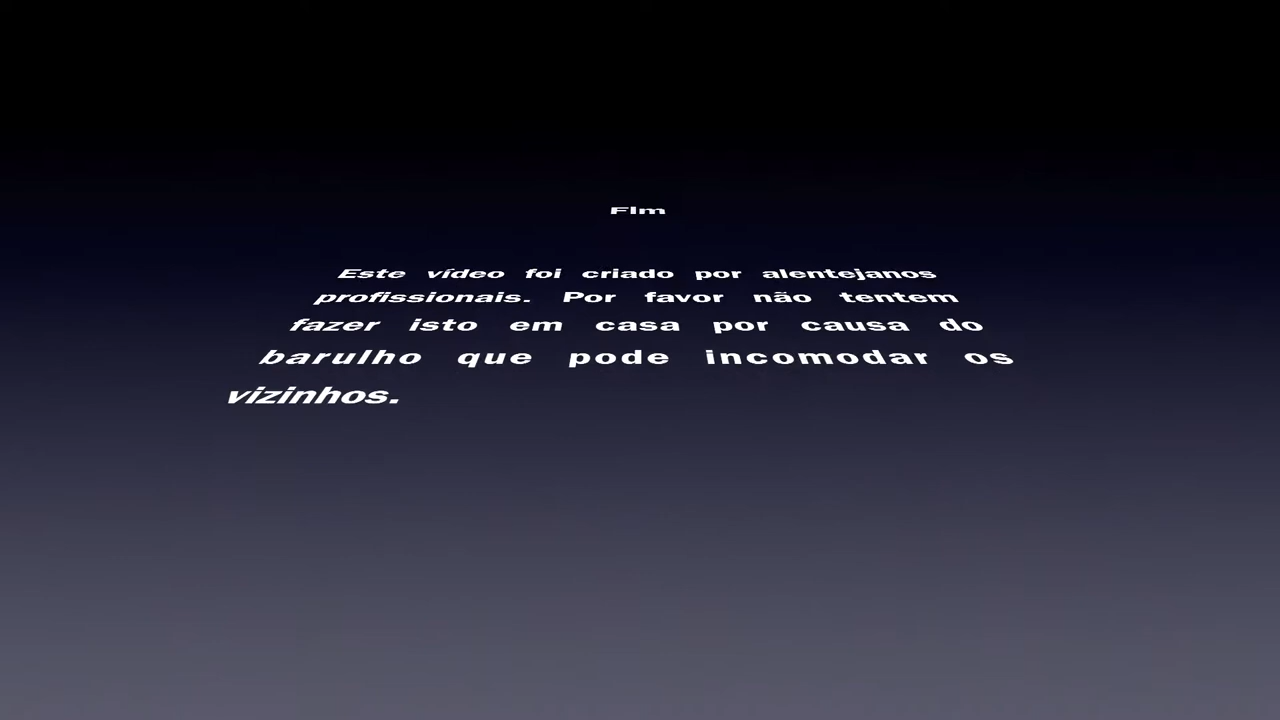 Fim
Este vídeo foi criado por alentejanos
profissionais. Por favor não tentem
fazer isto em casa por causa do
barulho que pode incomodar os
vizinhos.